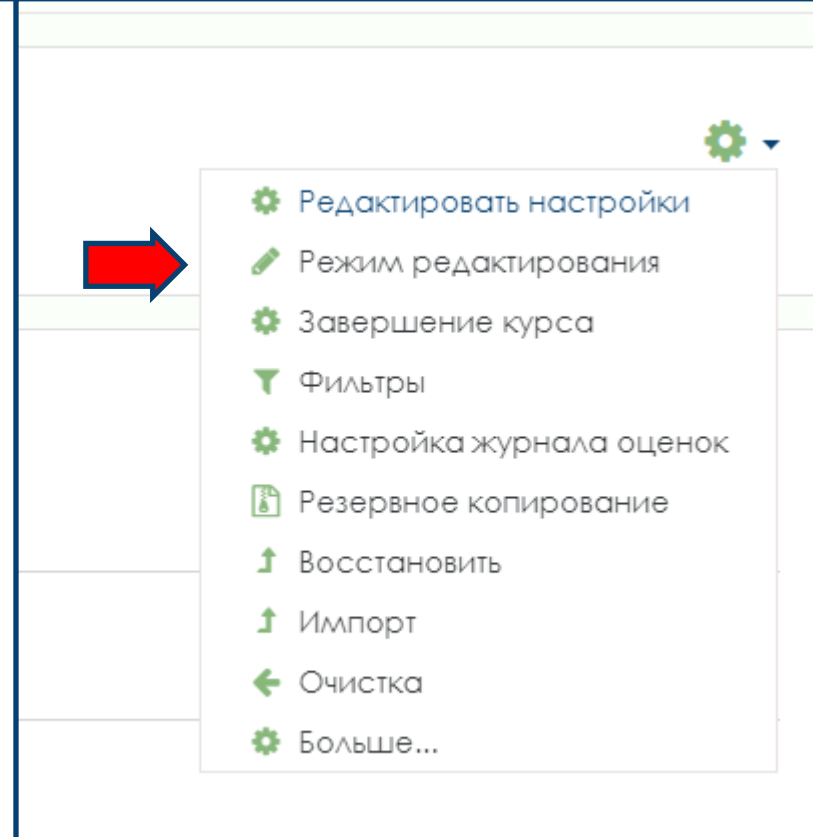 Редактировать настройки
Режим редактирования
Завершение курса
Фильтры
Настройка журнала оценок
Резервное копирование
Восстановить
Импорт
Очистка
Больше...